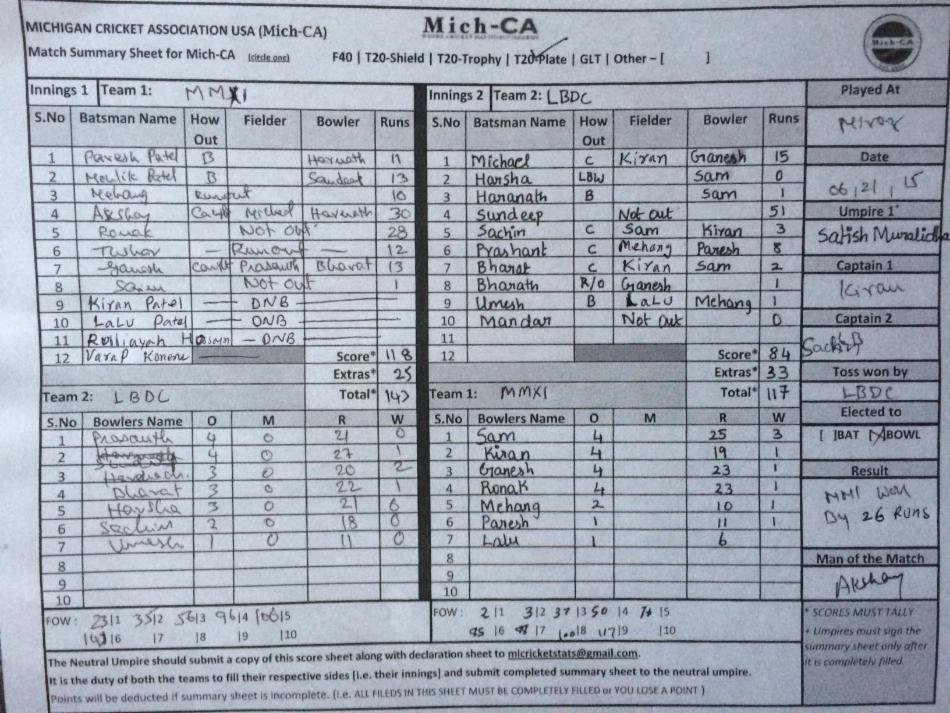 MICHIGAN CRICKET ASSOCIATION USA (Mich-CA) Mich-CA
Match Summary Sheet for Mich-CA (circle one) F40 | T20-Shield | T20-Trophy | T20-Plate | GLT | Other – [ ]
Mich-CA
Innings 1 Team 1: MMXI
S.No Batsman Name How Out Fielder Bowler Runs
1 Paresh Patel B Harnath 11
2 Moulik Patel B Sundeep 13
3 Mehang Runout 10
4 Akshay Caught Michel Harnath 30
5 Ronak Not Out 28
6 Tushar — Runout — 12
7 Ganesh Caught Prasanth Bharat 13
8 Sam Not Out 1
9 Kiran Patel — DNB —
10 LaLu Patel — DNB —
11 Hosain — DNB —
12 Varap Score* 118
Extras* 25
Team 2: LBDC Total* 143
S.No Bowlers Name O M R W
1 Prasanth 4 0 21 0
2 4 0 27 1
3 3 0 20 2
4 Bharat 3 0 22 1
5 Harsha 3 0 21 0
6 Sachin 2 0 18 0
7 Umesh 1 0 11 0
8
9
10
FOW : 23|1 35|2 56|3 96|4 106|5
143|6 |7 |8 |9 |10
Innings 2 Team 2: LBDC
S.No Batsman Name How Out Fielder Bowler Runs
1 Michael C Kiran Ganesh 15
2 Harsha LBW Sam 0
3 Haranath B Sam 1
4 Sundeep Not Out 51
5 Sachin C Sam Kiran 3
6 Prashant C Mehang Paresh 8
7 Bharat C Kiran Sam 2
8 Bharath R/O Ganesh 1
9 Umesh B LaLu Mehang 1
10 Mandar Not Out 0
11
12 Score* 84
Extras* 33
Team 1: MMXI Total* 117
S.No Bowlers Name O M R W
1 Sam 4 25 3
2 Kiran 4 19 1
3 Ganesh 4 23 1
4 Ronak 4 23 1
5 Mehang 2 10 1
6 Paresh 1 11 1
7 Lalu 1 6
8
9
10
FOW : 2|1 3|2 37|3 50|4 |5
95|6 |7 |8 117|9 |10
Played At
Date
06/21/15
Umpire 1*
Satish Muralidha
Captain 1
Kiran
Captain 2
Sachin
Toss won by
LBDC
Elected to
[ ]BAT [ ]BOWL
Result
MMI Won
By 26 RUNS
Man of the Match
Akshay
* SCORES MUST TALLY
+ Umpires must sign the
summary sheet only after
it is completely filled.
The Neutral Umpire should submit a copy of this score sheet along with declaration sheet to micricketstats@gmail.com.
It is the duty of both the teams to fill their respective sides [i.e. their innings] and submit completed summary sheet to the neutral umpire.
Points will be deducted if summary sheet is incomplete. (i.e. ALL FILEDS IN THIS SHEET MUST BE COMPLETELY FILLED or YOU LOSE A POINT )